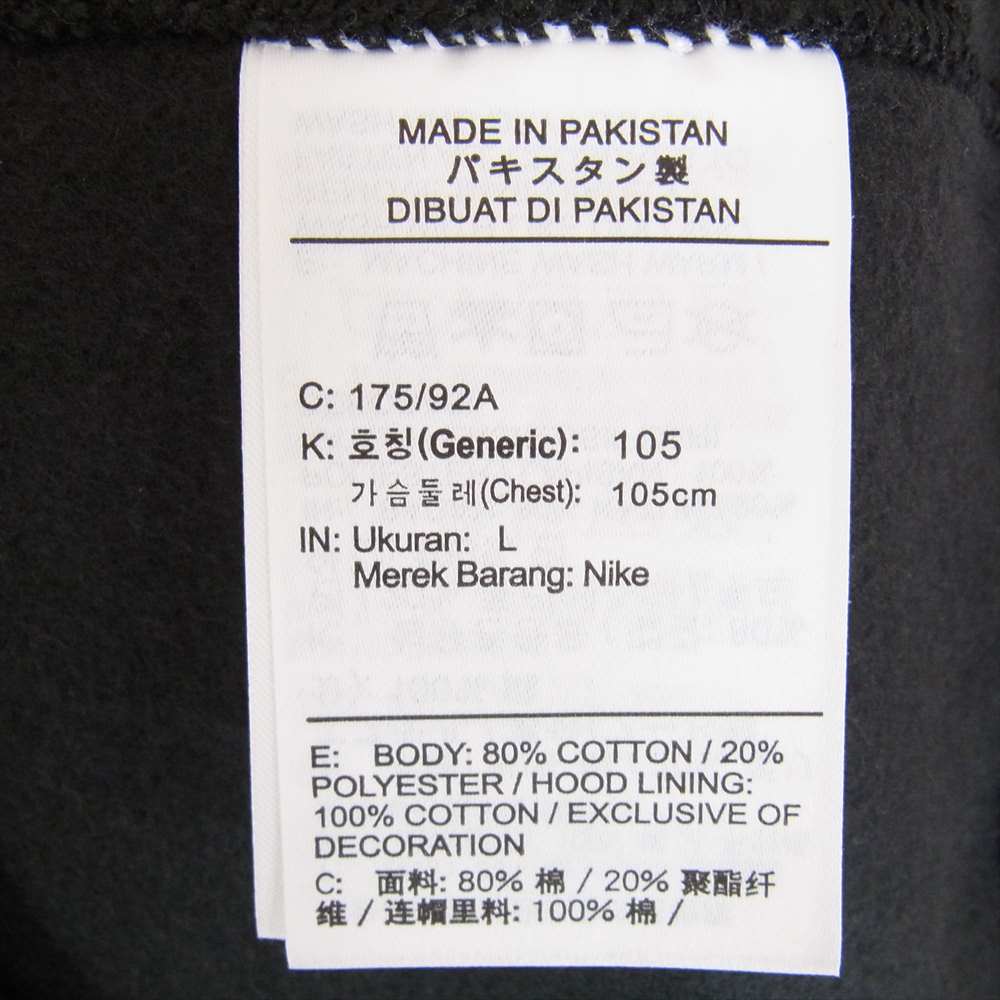 MADE IN PAKISTAN
パキスタン製
DIBUAT DI PAKISTAN
C: 175/92A
K: 호칭(Generic): 105
가슴둘레(Chest): 105cm
IN: Ukuran: L
Merek Barang: Nike
E: BODY: 80% COTTON / 20%
POLYESTER / HOOD LINING:
100% COTTON / EXCLUSIVE OF
DECORATION
C: 面料: 80% 棉 / 20% 聚酯纤
维 / 连帽里料: 100% 棉 /